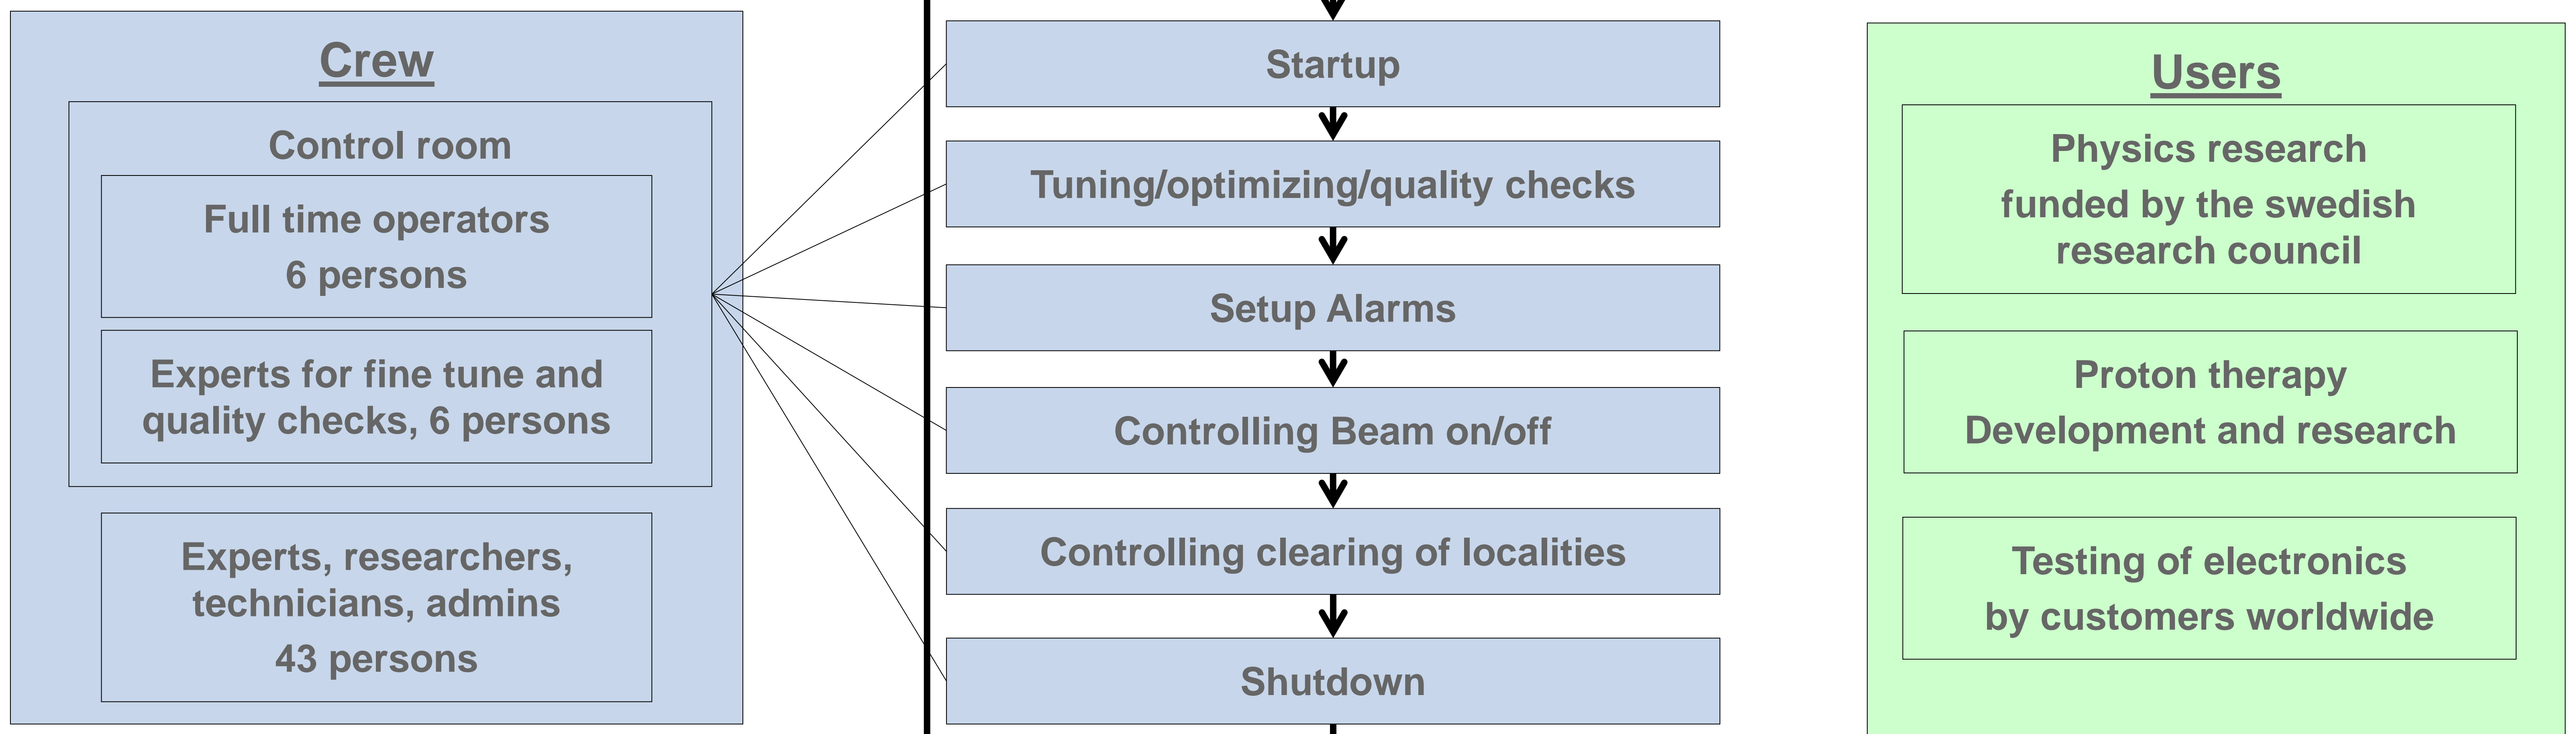 Crew
Control room
Full time operators
6 persons
Experts for fine tune and
quality checks, 6 persons
Experts, researchers,
technicians, admins
43 persons
Startup
Tuning/optimizing/quality checks
Setup Alarms
Controlling Beam on/off
Controlling clearing of localities
Shutdown
Users
Physics research
funded by the swedish
research council
Proton therapy
Development and research
Testing of electronics
by customers worldwide